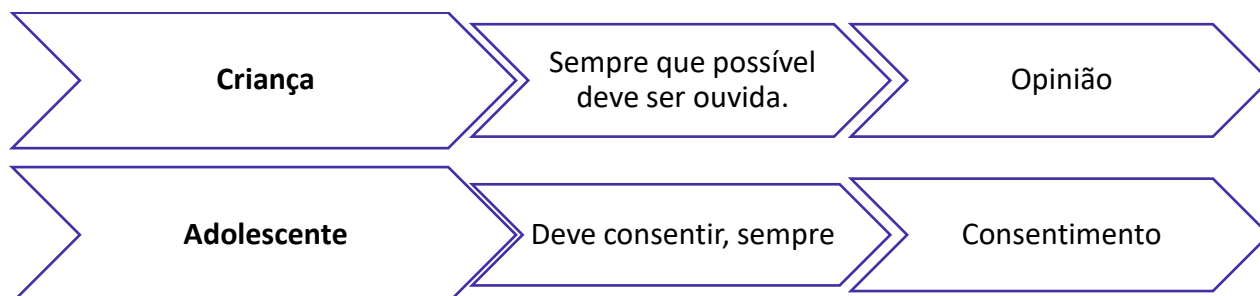 Criança
Sempre que possível
deve ser ouvida.
Opinião
Adolescente
Deve consentir, sempre
Consentimento